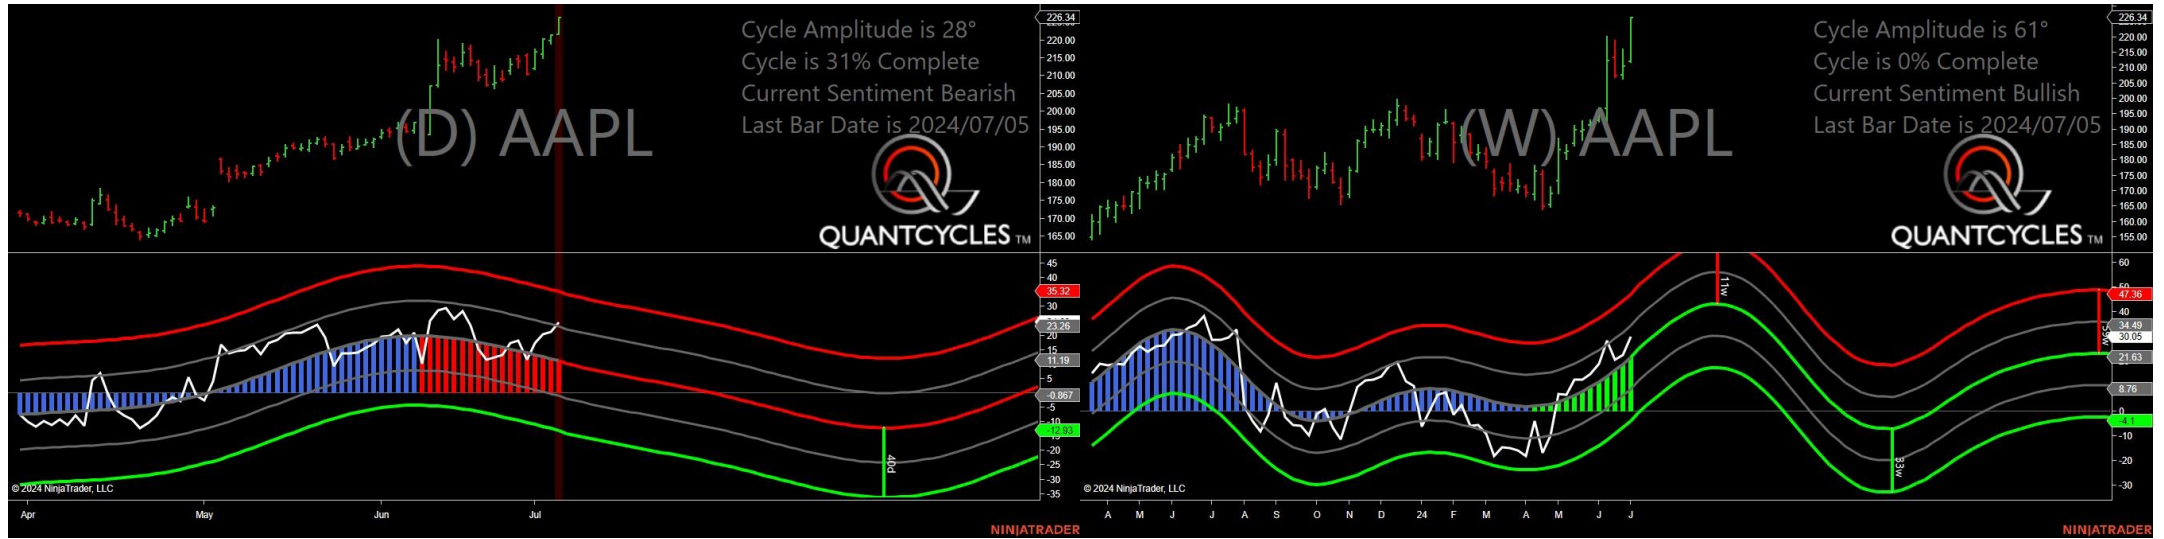 Cycle Amplitude is 28°
Cycle is 31% Complete
Current Sentiment Bearish
Last Bar Date is 2024/07/05
(D) AAPL
QUANTCYCLES TM
226.34
220.00
215.00
210.00
205.00
200.00
195.00
190.00
185.00
180.00
175.00
170.00
165.00
45
40
35.32
30
23.26
20
15
11.19
5
-0.867
-5
-12.93
-20
-25
-30
-35
40d
© 2024 NinjaTrader, LLC
Apr May Jun Jul
NINJATRADER
Cycle Amplitude is 61°
Cycle is 0% Complete
Current Sentiment Bullish
Last Bar Date is 2024/07/05
(W) AAPL
QUANTCYCLES TM
226.34
220.00
215.00
210.00
205.00
200.00
195.00
190.00
185.00
180.00
175.00
170.00
165.00
160.00
155.00
60
47.36
40
34.49
30.05
21.63
8.76
0
-4.1
-10
-20
-30
11w
33w
© 2024 NinjaTrader, LLC
A M J J A S O N D 24 F M A M J J
NINJATRADER